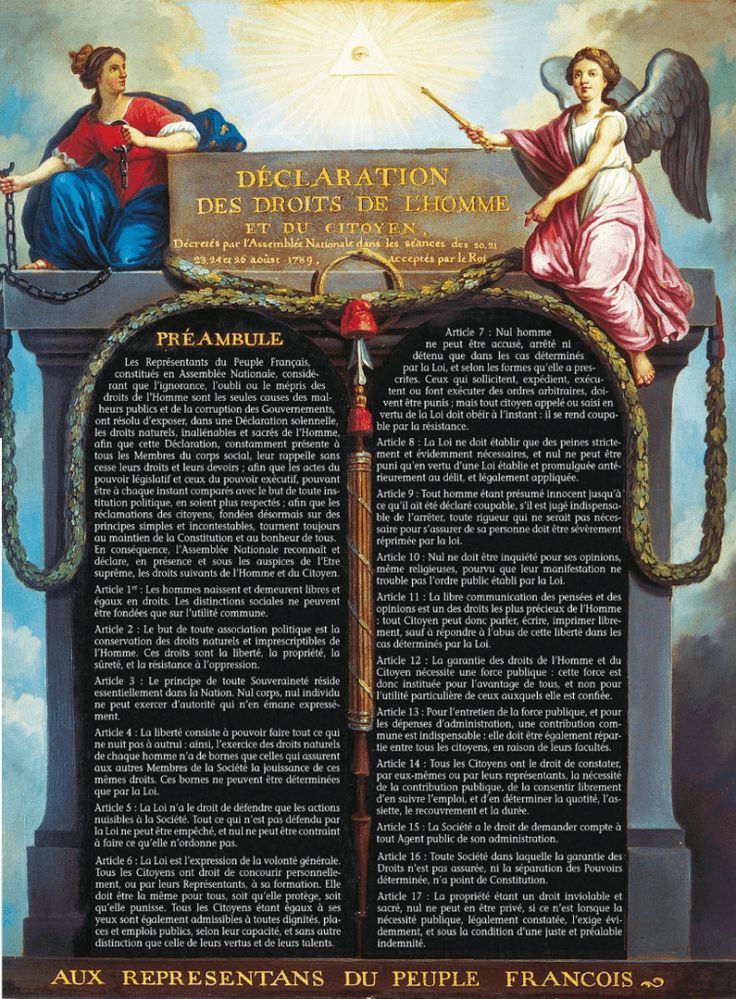 DÉCLARATION
DES DROITS DE L'HOMME
ET DU CITOYEN,
Décretés par l'Assemblée Nationale dans les séances des 20, 21
23, 24 et 26 août 1789, acceptés par le Roi
PRÉAMBULE
Les Représentants du Peuple Français,
constitués en Assemblée Nationale, considé-
rant que l'ignorance, l'oubli ou le mépris des
droits de l'Homme sont les seules causes des mal-
heurs publics et de la corruption des Gouvernements,
ont résolu d'exposer, dans une Déclaration solennelle,
les droits naturels, inaliénables et sacrés de l'Homme,
afin que cette Déclaration, constamment présente à
tous les Membres du corps social, leur rappelle sans
cesse leurs droits et leurs devoirs ; afin que les actes du
pouvoir législatif et ceux du pouvoir exécutif, pouvant
être à chaque instant comparés avec le but de toute ins-
titution politique, en soient plus respectés ; afin que les
réclamations des citoyens, fondées désormais sur des
principes simples et incontestables, tournent toujours
au maintien de la Constitution et au bonheur de tous.
En conséquence, l'Assemblée Nationale reconnaît et
déclare, en présence et sous les auspices de l'Etre
suprême, les droits suivants de l'Homme et du Citoyen.
Article 1er : Les hommes naissent et demeurent libres et
égaux en droits. Les distinctions sociales ne peuvent
être fondées que sur l'utilité commune.
Article 2 : Le but de toute association politique est la
conservation des droits naturels et imprescriptibles de
l'Homme. Ces droits sont la liberté, la propriété, la
sûreté, et la résistance à l'oppression.
Article 3 : Le principe de toute Souveraineté réside
essentiellement dans la Nation. Nul corps, nul individu
ne peut exercer d'autorité qui n'en émane expressé-
ment.
Article 4 : La liberté consiste à pouvoir faire tout ce qui
ne nuit pas à autrui : ainsi, l'exercice des droits naturels
de chaque homme n'a de bornes que celles qui assurent
aux autres Membres de la Société la jouissance de ces
mêmes droits. Ces bornes ne peuvent être déterminées
que par la Loi.
Article 5 : La Loi n'a le droit de défendre que les actions
nuisibles à la Société. Tout ce qui n'est pas défendu par
la Loi ne peut être empêché, et nul ne peut être contraint
à faire ce qu'elle n'ordonne pas.
Article 6 : La Loi est l'expression de la volonté générale.
Tous les Citoyens ont droit de concourir personnelle-
ment, ou par leurs Représentants, à sa formation. Elle
doit être la même pour tous, soit qu'elle protège, soit
qu'elle punisse. Tous les Citoyens étant égaux à ses
yeux sont également admissibles à toutes dignités, pla-
ces et emplois publics, selon leur capacité, et sans autre
distinction que celle de leurs vertus et de leurs talents.
Article 7 : Nul homme
ne peut être accusé, arrêté ni
détenu que dans les cas déterminés
par la Loi, et selon les formes qu'elle a pres-
crites. Ceux qui sollicitent, expédient, exécu-
tent ou font exécuter des ordres arbitraires, doi-
vent être punis ; mais tout citoyen appelé ou saisi en
vertu de la Loi doit obéir à l'instant : il se rend coupa-
ble par la résistance.
Article 8 : La Loi ne doit établir que des peines stricte-
ment et évidemment nécessaires, et nul ne peut être
puni qu'en vertu d'une Loi établie et promulguée anté-
rieurement au délit, et légalement appliquée.
Article 9 : Tout homme étant présumé innocent jusqu'à
ce qu'il ait été déclaré coupable, s'il est jugé indispensa-
ble de l'arrêter, toute rigueur qui ne serait pas néces-
saire pour s'assurer de sa personne doit être sévèrement
réprimée par la loi.
Article 10 : Nul ne doit être inquiété pour ses opinions,
même religieuses, pourvu que leur manifestation ne
trouble pas l'ordre public établi par la Loi.
Article 11 : La libre communication des pensées et des
opinions est un des droits les plus précieux de l'Homme
: tout Citoyen peut donc parler, écrire, imprimer libre-
ment, sauf à répondre à l'abus de cette liberté dans les
cas déterminés par la Loi.
Article 12 : La garantie des droits de l'Homme et du
Citoyen nécessite une force publique : cette force est
donc instituée pour l'avantage de tous, et non pour
l'utilité particulière de ceux auxquels elle est confiée.
Article 13 : Pour l'entretien de la force publique, et pour
les dépenses d'administration, une contribution com-
mune est indispensable : elle doit être également répar-
tie entre tous les citoyens, en raison de leurs facultés.
Article 14 : Tous les Citoyens ont le droit de constater,
par eux-mêmes ou par leurs représentants, la nécessité
de la contribution publique, de la consentir librement
d'en suivre l'emploi, et d'en déterminer la quotité, l'as-
siette, le recouvrement et la durée.
Article 15 : La Société a le droit de demander compte à
tout Agent public de son administration.
Article 16 : Toute Société dans laquelle la garantie des
Droits n'est pas assurée, ni la séparation des Pouvoirs
déterminée, n'a point de Constitution.
Article 17 : La propriété étant un droit inviolable et
sacré, nul ne peut en être privé, si ce n'est lorsque la
nécessité publique, légalement constatée, l'exige évi-
demment, et sous la condition d'une juste et préalable
indemnité.
AUX REPRESENTANS DU PEUPLE FRANCOIS